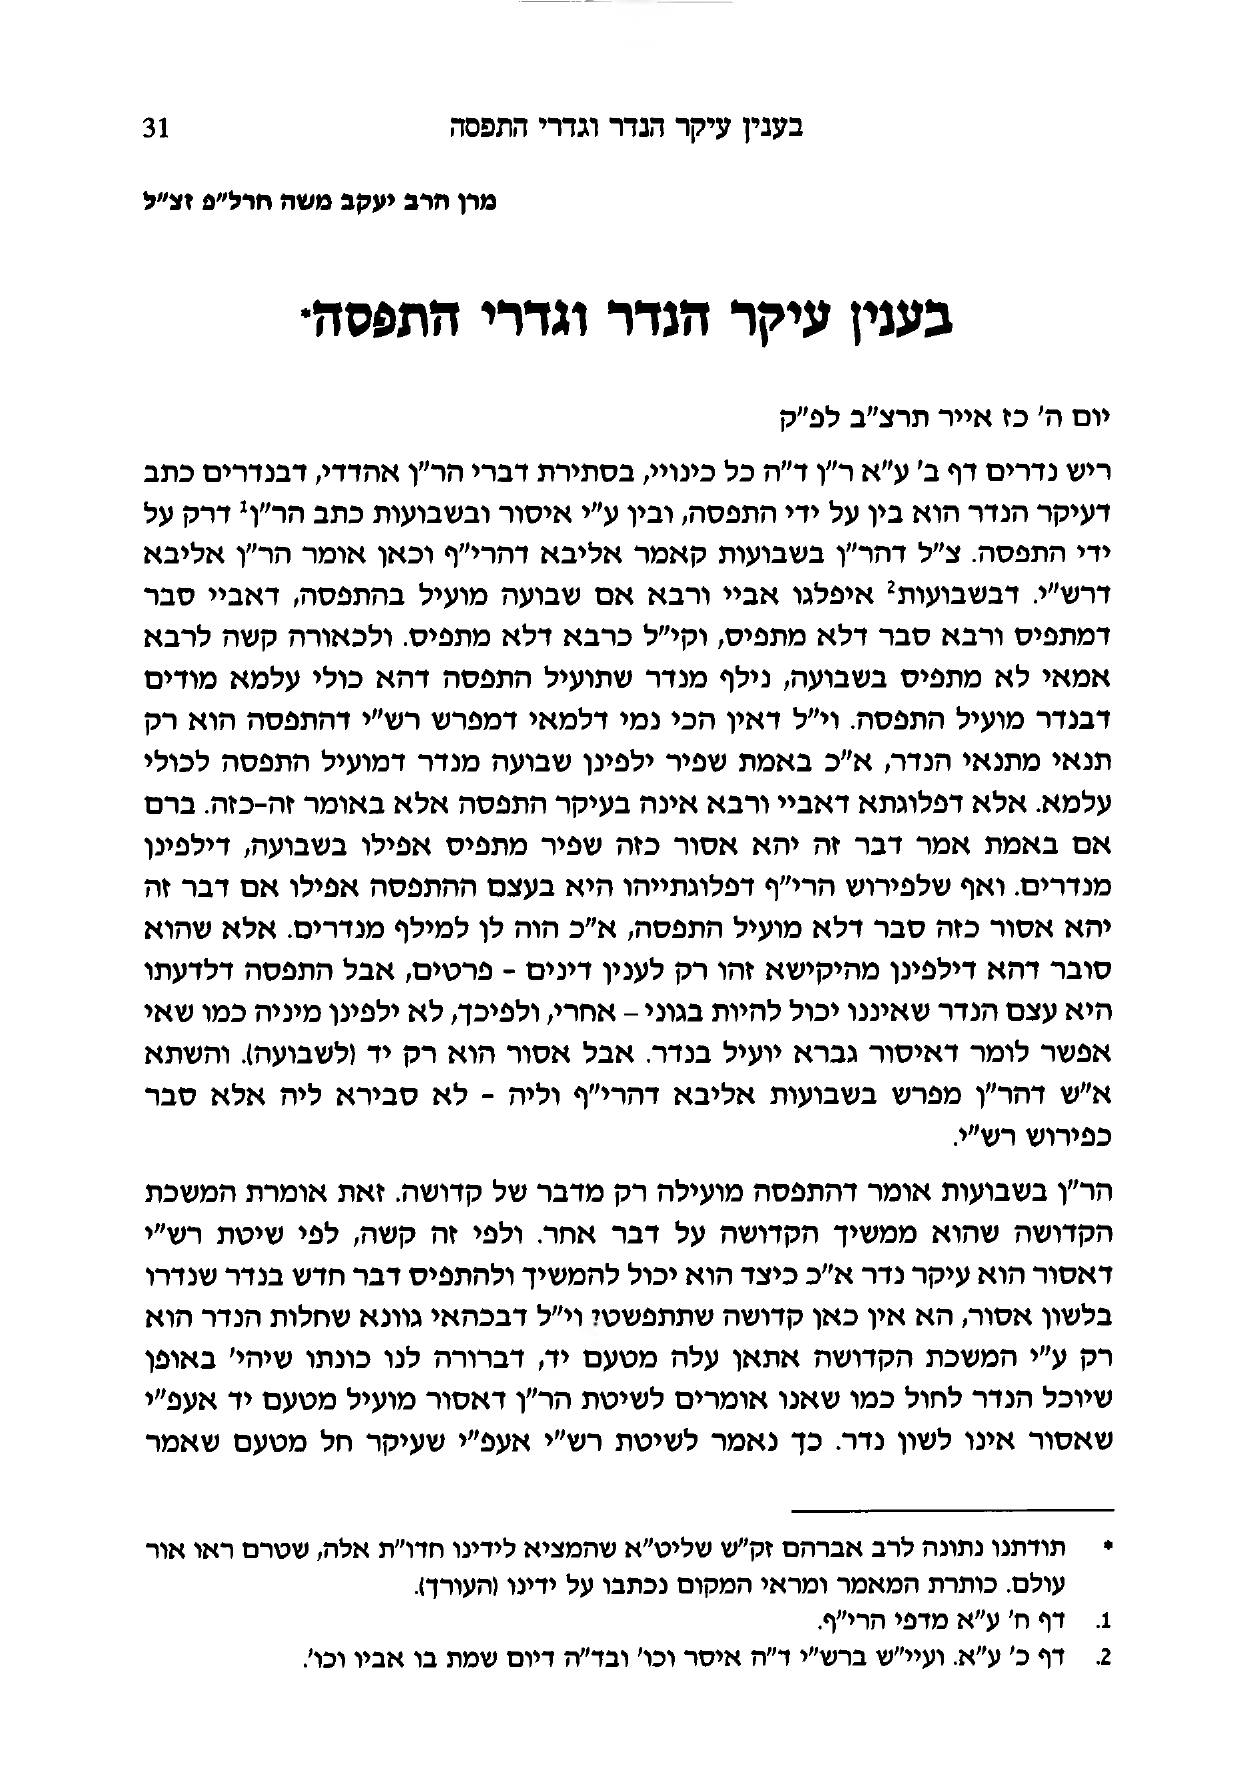 בענין עיקר הנדר וגדרי התפסה 31
מרן הרב יעקב משה חרל"פ זצ"ל
בענין עיקר הנדר וגדרי התפסה*
יום ה' כז אייר תרצ"ב לפ"ק
ריש נדרים דף ב' ע"א ר"ן ד"ה כל כינויי, בסתירת דברי הר"ן אהדדי, דבנדרים כתב
דעיקר הנדר הוא בין על ידי התפסה, ובין ע"י איסור ובשבועות כתב הר"ן1 דרק על
ידי התפסה. צ"ל דהר"ן בשבועות קאמר אליבא דהרי"ף וכאן אומר הר"ן אליבא
דרש"י. דבשבועות2 איפלגו אביי ורבא אם שבועה מועיל בהתפסה, דאביי סבר
דמתפיס ורבא סבר דלא מתפיס, וקי"ל כרבא דלא מתפיס. ולכאורה קשה לרבא
אמאי לא מתפיס בשבועה, נילף מנדר שתועיל התפסה דהא כולי עלמא מודים
דבנדר מועיל התפסה. וי"ל דאין הכי נמי דלמאי דמפרש רש"י דהתפסה הוא רק
תנאי מתנאי הנדר, א"כ באמת שפיר ילפינן שבועה מנדר דמועיל התפסה לכולי
עלמא. אלא דפלוגתא דאביי ורבא אינה בעיקר התפסה אלא באומר זה-כזה. ברם
אם באמת אמר דבר זה יהא אסור כזה שפיר מתפיס אפילו בשבועה, דילפינן
מנדרים. ואף שלפירוש הרי"ף דפלוגתייהו היא בעצם ההתפסה אפילו אם דבר זה
יהא אסור כזה סבר דלא מועיל התפסה, א"כ הוה לן למילף מנדרים. אלא שהוא
סובר דהא דילפינן מהיקישא זהו רק לענין דינים - פרטים, אבל התפסה דלדעתו
היא עצם הנדר שאיננו יכול להיות בגוני – אחרי, ולפיכך, לא ילפינן מיניה כמו שאי
אפשר לומר דאיסור גברא יועיל בנדר. אבל אסור הוא רק יד (לשבועה). והשתא
א"ש דהר"ן מפרש בשבועות אליבא דהרי"ף וליה - לא סבירא ליה אלא סבר
כפירוש רש"י.
הר"ן בשבועות אומר דהתפסה מועילה רק מדבר של קדושה. זאת אומרת המשכת
הקדושה שהוא ממשיך הקדושה על דבר אחר. ולפי זה קשה, לפי שיטת רש"י
דאסור הוא עיקר נדר א"כ כיצד הוא יכול להמשיך ולהתפיס דבר חדש בנדר שנדרו
בלשון אסור, הא אין כאן קדושה שתתפשט? וי"ל דבכהאי גוונא שחלות הנדר הוא
רק ע"י המשכת הקדושה אתאן עלה מטעם יד, דברורה לנו כונתו שיהי' באופן
שיוכל הנדר לחול כמו שאנו אומרים לשיטת הר"ן דאסור מועיל מטעם יד אעפ"י
שאסור אינו לשון נדר. כך נאמר לשיטת רש"י אעפ"י שעיקר חל מטעם שאמר
* תודתנו נתונה לרב אברהם זק"ש שליט"א שהמציא לידינו חדו"ת אלה, שטרם ראו אור
עולם. כותרת המאמר ומראי המקום נכתבו על ידינו (העורך).
1. דף ח' ע"א מדפי הרי"ף.
2. דף כ' ע"א. ועיי"ש ברש"י ד"ה איסר וכו' ובד"ה דיום שמת בו אביו וכו'.